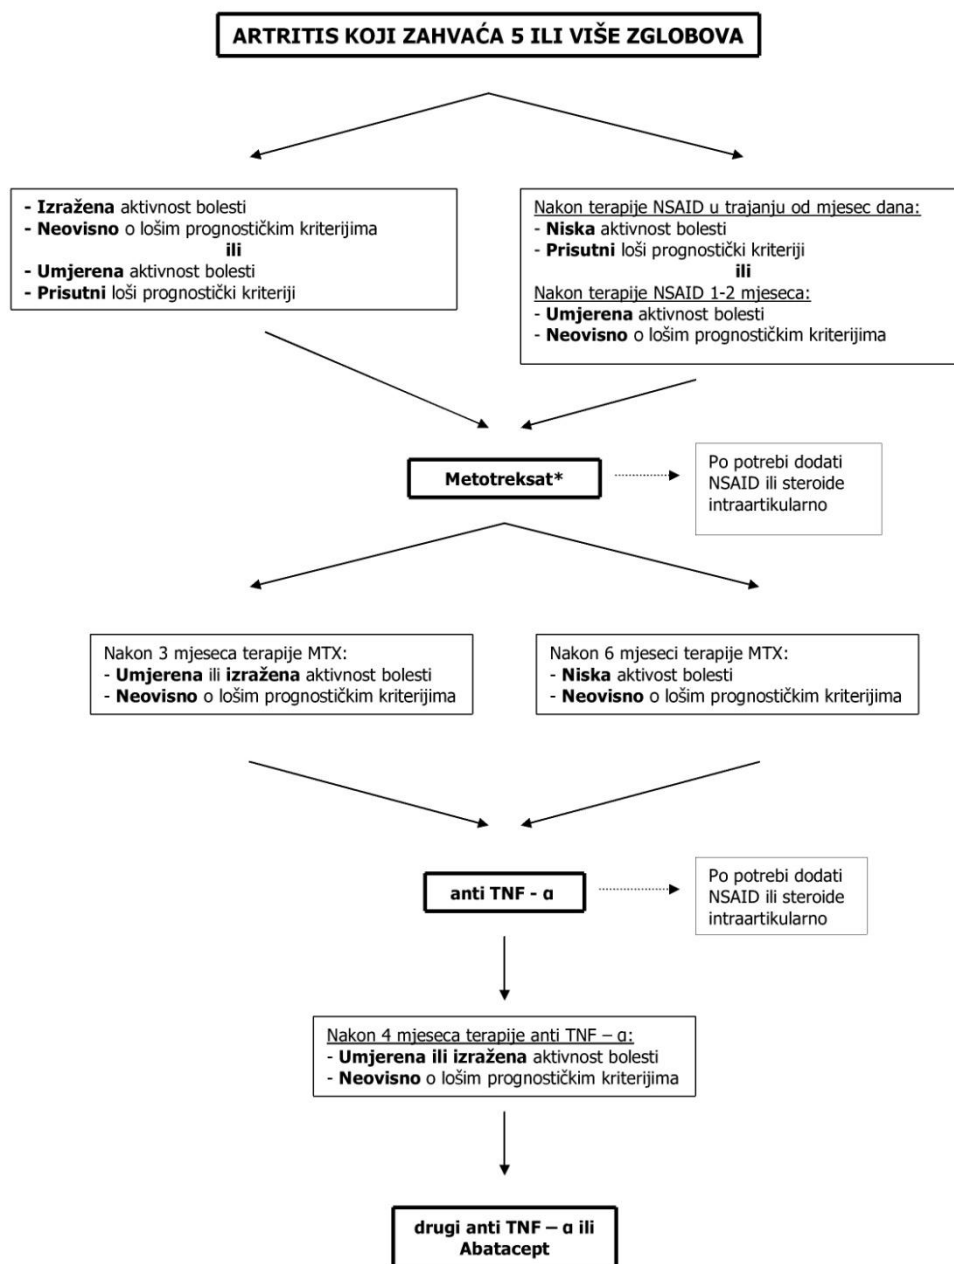 ARTRITIS KOJI ZAHVAĆA 5 ILI VIŠE ZGLOBOVA
- Izražena aktivnost bolesti
- Neovisno o lošim prognostičkim kriterijima
ili
- Umjerena aktivnost bolesti
- Prisutni loši prognostički kriteriji
Nakon terapije NSAID u trajanju od mjesec dana:
- Niska aktivnost bolesti
- Prisutni loši prognostički kriteriji
ili
Nakon terapije NSAID 1-2 mjeseca:
- Umjerena aktivnost bolesti
- Neovisno o lošim prognostičkim kriterijima
Metotreksat*
Po potrebi dodati
NSAID ili steroide
intraartikularno
Nakon 3 mjeseca terapije MTX:
- Umjerena ili izražena aktivnost bolesti
- Neovisno o lošim prognostičkim kriterijima
Nakon 6 mjeseci terapije MTX:
- Niska aktivost bolesti
- Neovisno o lošim prognostičkim kriterijima
anti TNF - α
Po potrebi dodati
NSAID ili steroide
intraartikularno
Nakon 4 mjeseca terapije anti TNF – α:
- Umjerena ili izražena aktivnost bolesti
- Neovisno o lošim prognostičkim kriterijima
drugi anti TNF – α ili
Abatacept